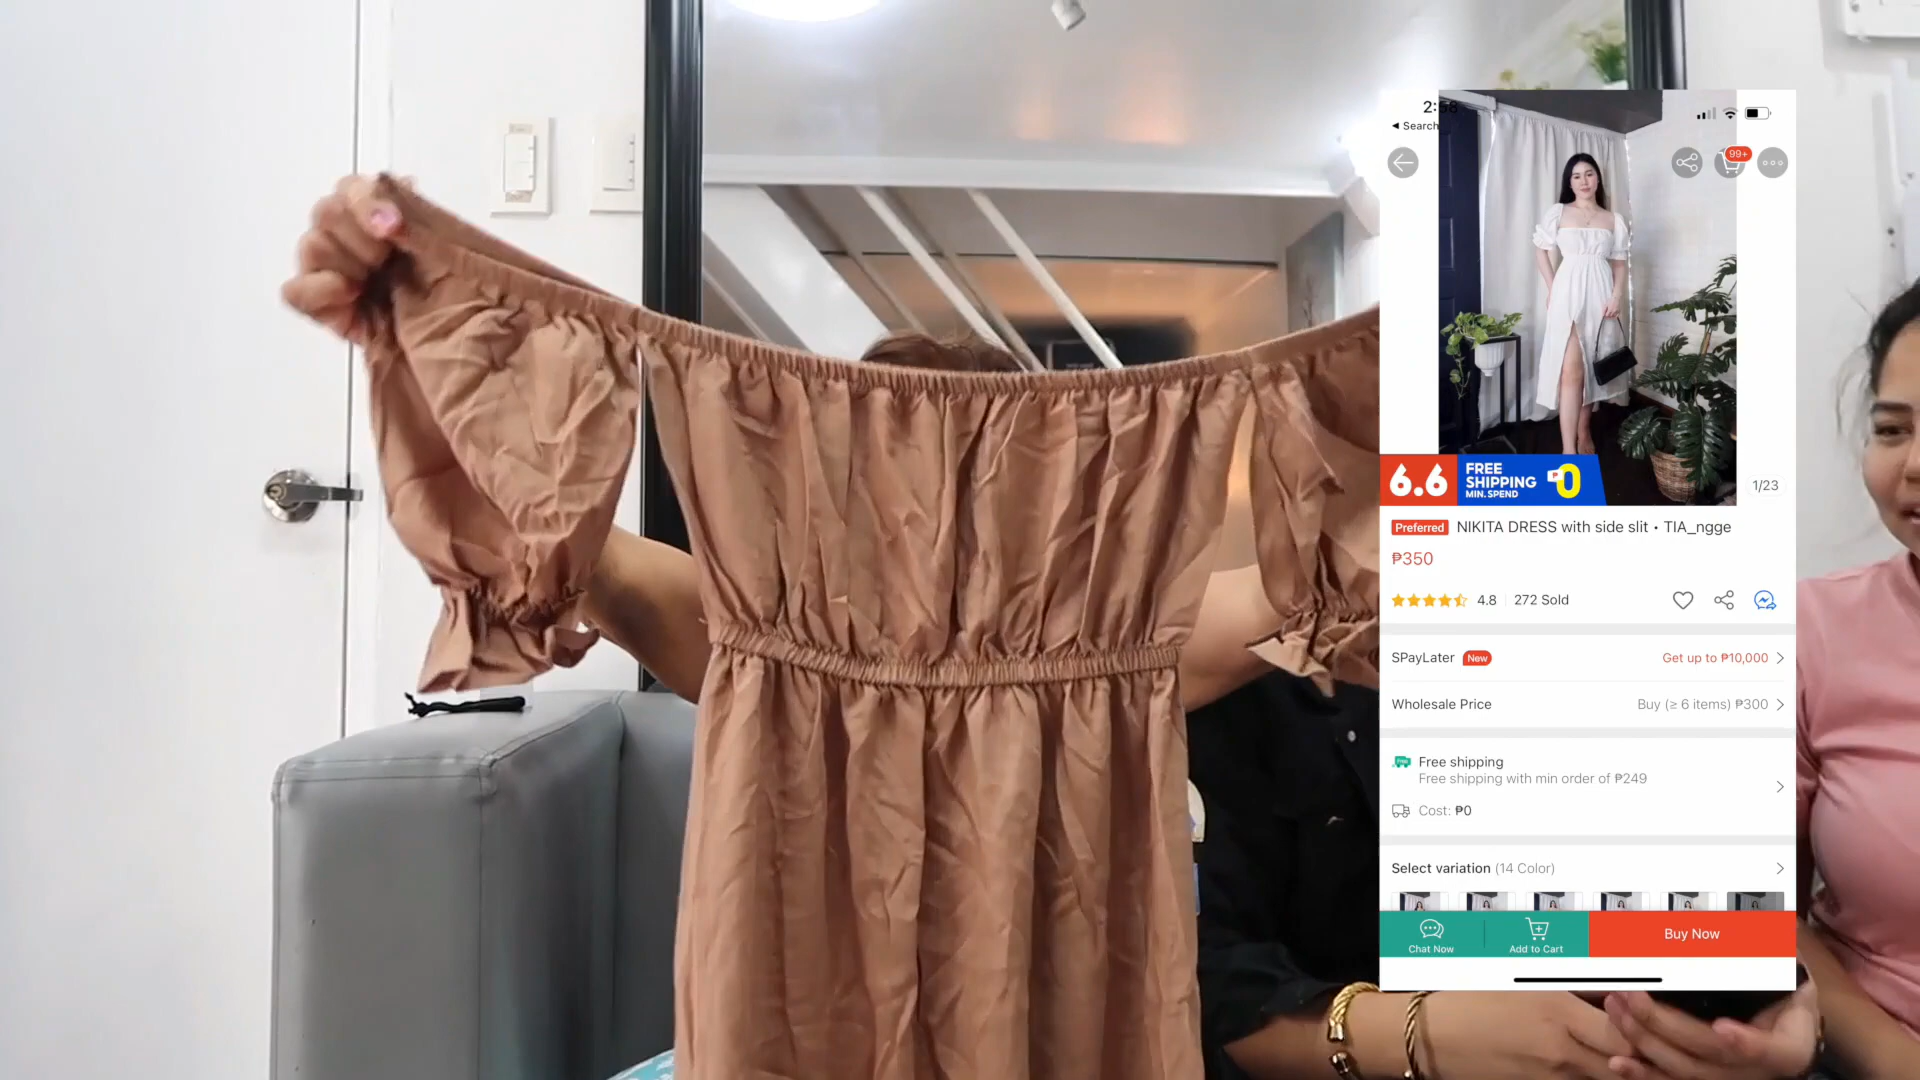 2:58
◄ Search
99+
6.6
FREE
SHIPPING
MIN. SPEND
₱0
1/23
Preferred NIKITA DRESS with side slit • TIA_ngge
₱350
4.8 272 Sold
SPayLater New Get up to ₱10,000
Wholesale Price Buy (≥ 6 items) ₱300
Free shipping
Free shipping with min order of ₱249
Cost: ₱0
Select variation (14 Color)
Chat Now
Add to Cart
Buy Now